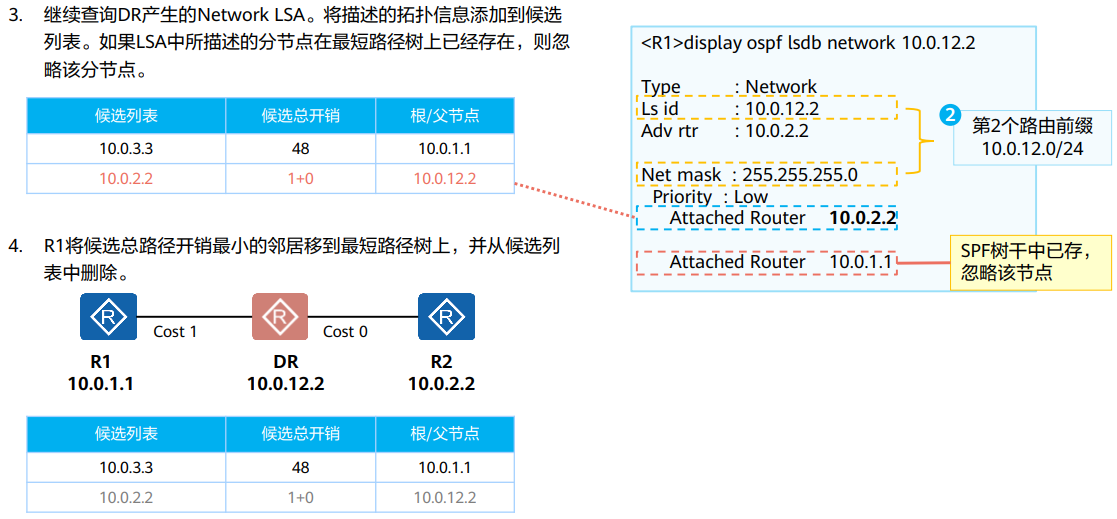 3. 继续查询DR产生的Network LSA。将描述的拓扑信息添加到候选
列表。如果LSA中所描述的分节点在最短路径树上已经存在，则忽
略该分节点。
候选列表 候选总开销 根/父节点
10.0.3.3 48 10.0.1.1
10.0.2.2 1+0 10.0.12.2
4. R1将候选总路径开销最小的邻居移到最短路径树上，并从候选列
表中删除。
R R R
Cost 1 Cost 0
R1 DR R2
10.0.1.1 10.0.12.2 10.0.2.2
候选列表 候选总开销 根/父节点
10.0.3.3 48 10.0.1.1
10.0.2.2 1+0 10.0.12.2
<R1>display ospf lsdb network 10.0.12.2
Type : Network
Ls id : 10.0.12.2
Adv rtr : 10.0.2.2
Net mask : 255.255.255.0
Priority : Low
Attached Router 10.0.2.2
Attached Router 10.0.1.1
2
第2个路由前缀
10.0.12.0/24
SPF树干中已存，
忽略该节点